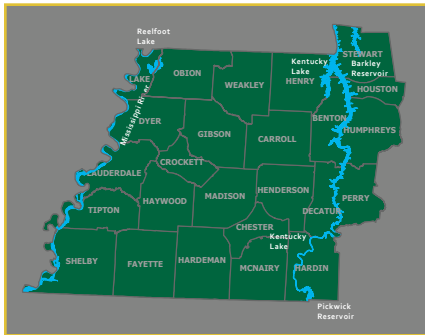 Reelfoot
Lake
STEWART
Kentucky
Lake
Barkley
Reservoir
OBION
LAKE
WEAKLEY
HENRY
HOUSTON
Mississippi River
DYER
BENTON
GIBSON
CARROLL
HUMPHREYS
CROCKETT
LAUDERDALE
HENDERSON
MADISON
PERRY
HAYWOOD
TIPTON
DECATUR
CHESTER
Kentucky
Lake
SHELBY
FAYETTE
HARDEMAN
MCNAIRY
HARDIN
Pickwick
Reservoir